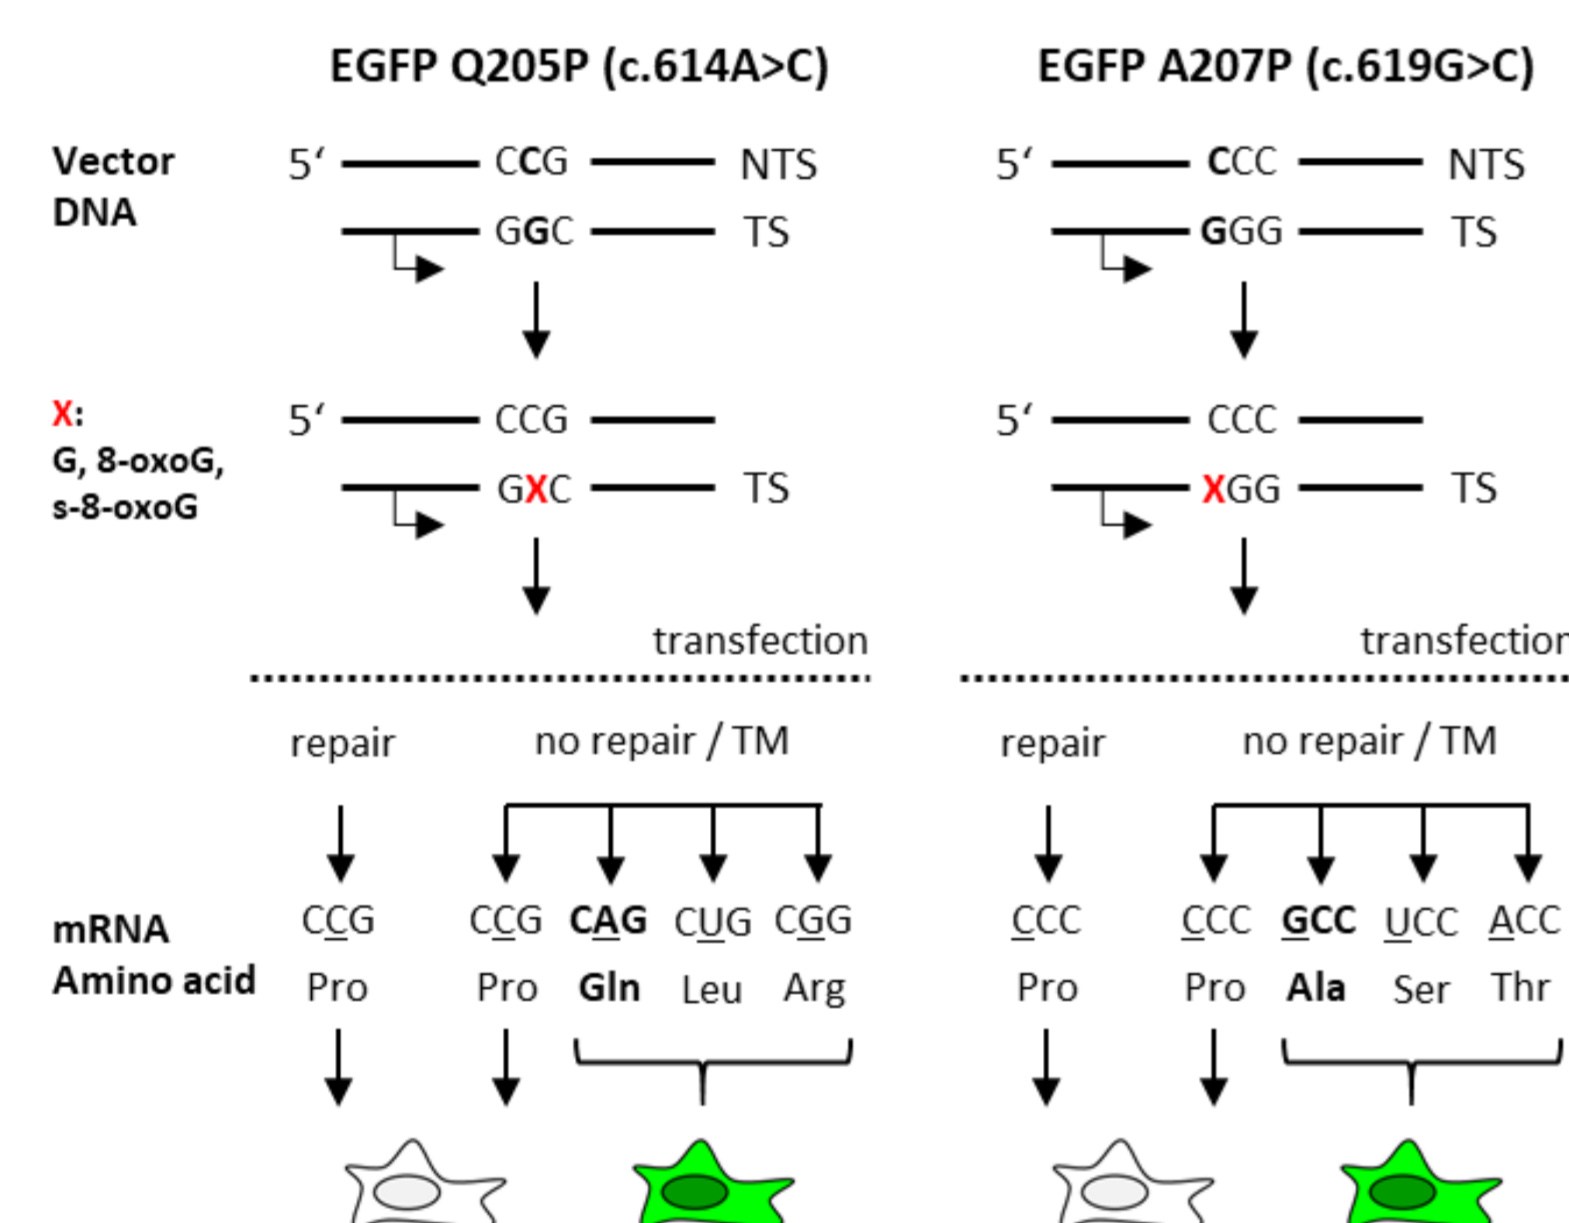 EGFP Q205P (c.614A>C) EGFP A207P (c.619G>C)
Vector DNA
5‘ CCG NTS
GGC TS
5‘ CCC NTS
GGG TS
X:
G, 8-oxoG,
s-8-oxoG
5‘ CCG
GXC TS
5‘ CCC
XGG TS
transfection transfection
repair no repair / TM repair no repair / TM
mRNA CCG CCG CAG CUG CGG CCC CCC GCC UCC ACC
Amino acid Pro Pro Gln Leu Arg Pro Pro Ala Ser Thr